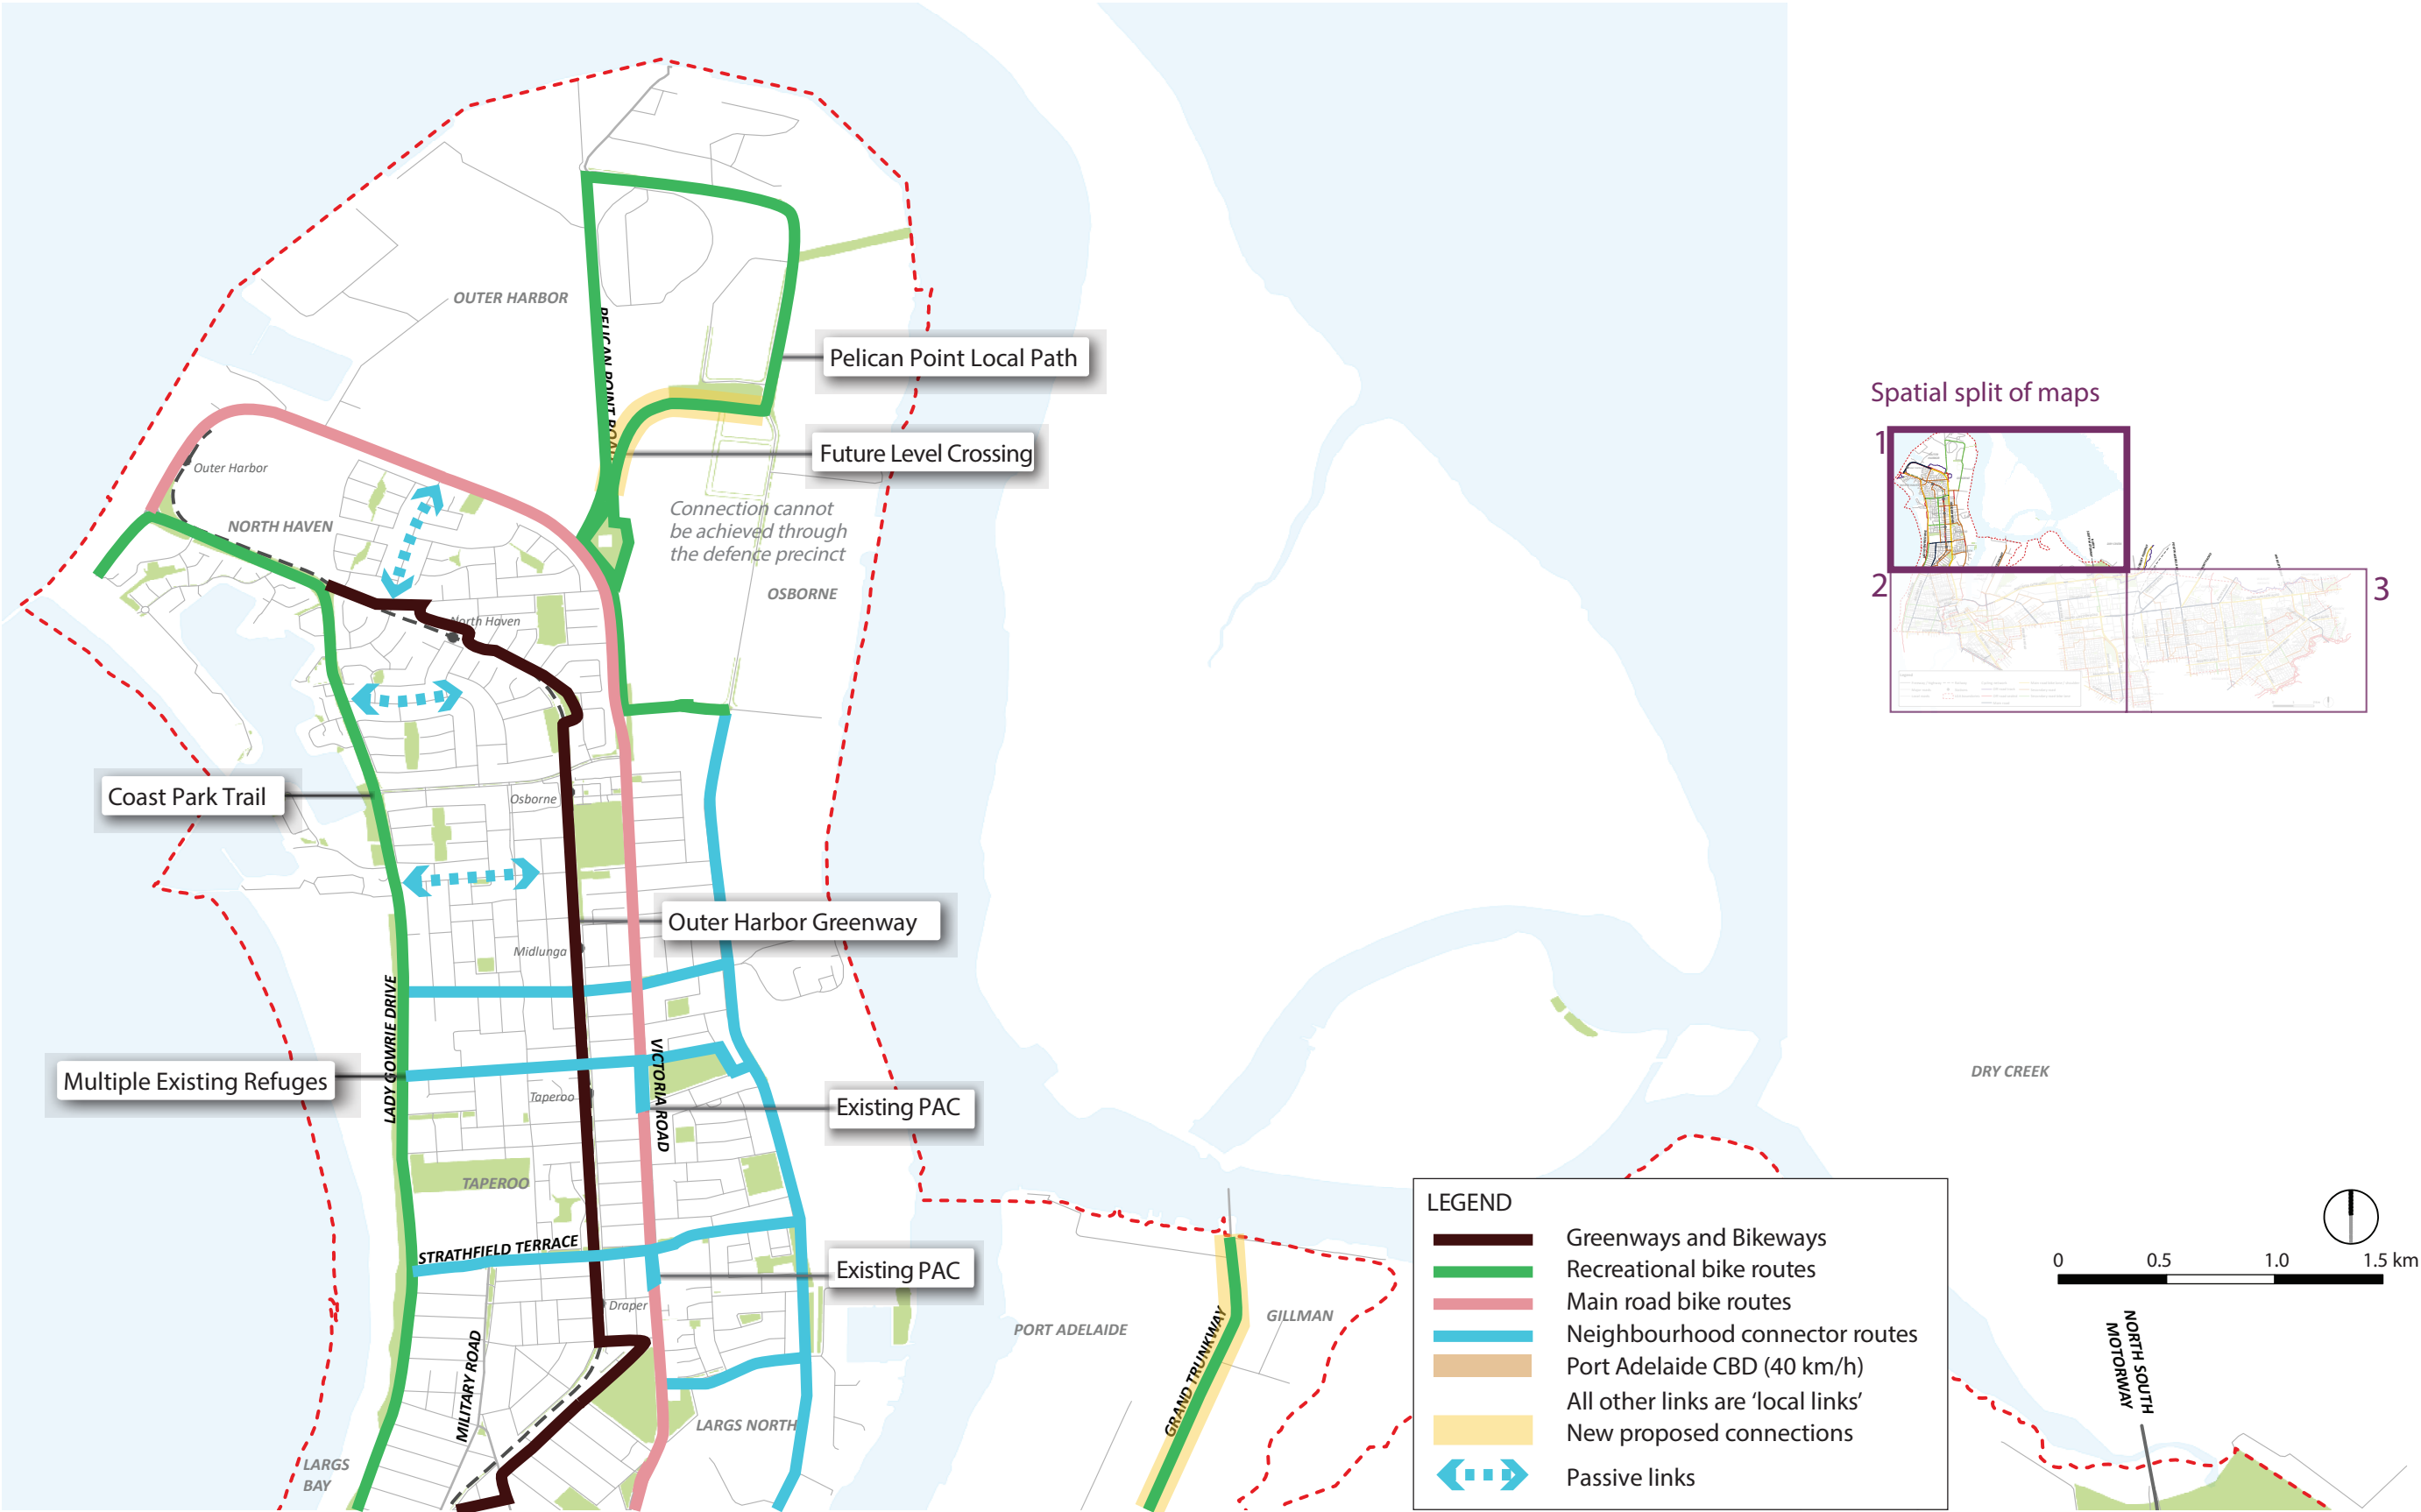 OUTER HARBOR
PELICAN POINT ROAD
Pelican Point Local Path
Future Level Crossing
Outer Harbor
NORTH HAVEN
Connection cannot
be achieved through
the defence precinct
OSBORNE
North Haven
Coast Park Trail
Osborne
Outer Harbor Greenway
Midlunga
LADY GOWRIE DRIVE
Multiple Existing Refuges
VICTORIA ROAD
Taperoo
Existing PAC
TAPEROO
STRATHFIELD TERRACE
Existing PAC
Draper
MILITARY ROAD
LARGS NORTH
LARGS
BAY
PORT ADELAIDE
GILLMAN
GRAND TRUNKWAY
DRY CREEK
NORTH SOUTH
MOTORWAY
Spatial split of maps
1
2
3
LEGEND
Greenways and Bikeways
Recreational bike routes
Main road bike routes
Neighbourhood connector routes
Port Adelaide CBD (40 km/h)
All other links are ‘local links’
New proposed connections
Passive links
0 0.5 1.0 1.5 km